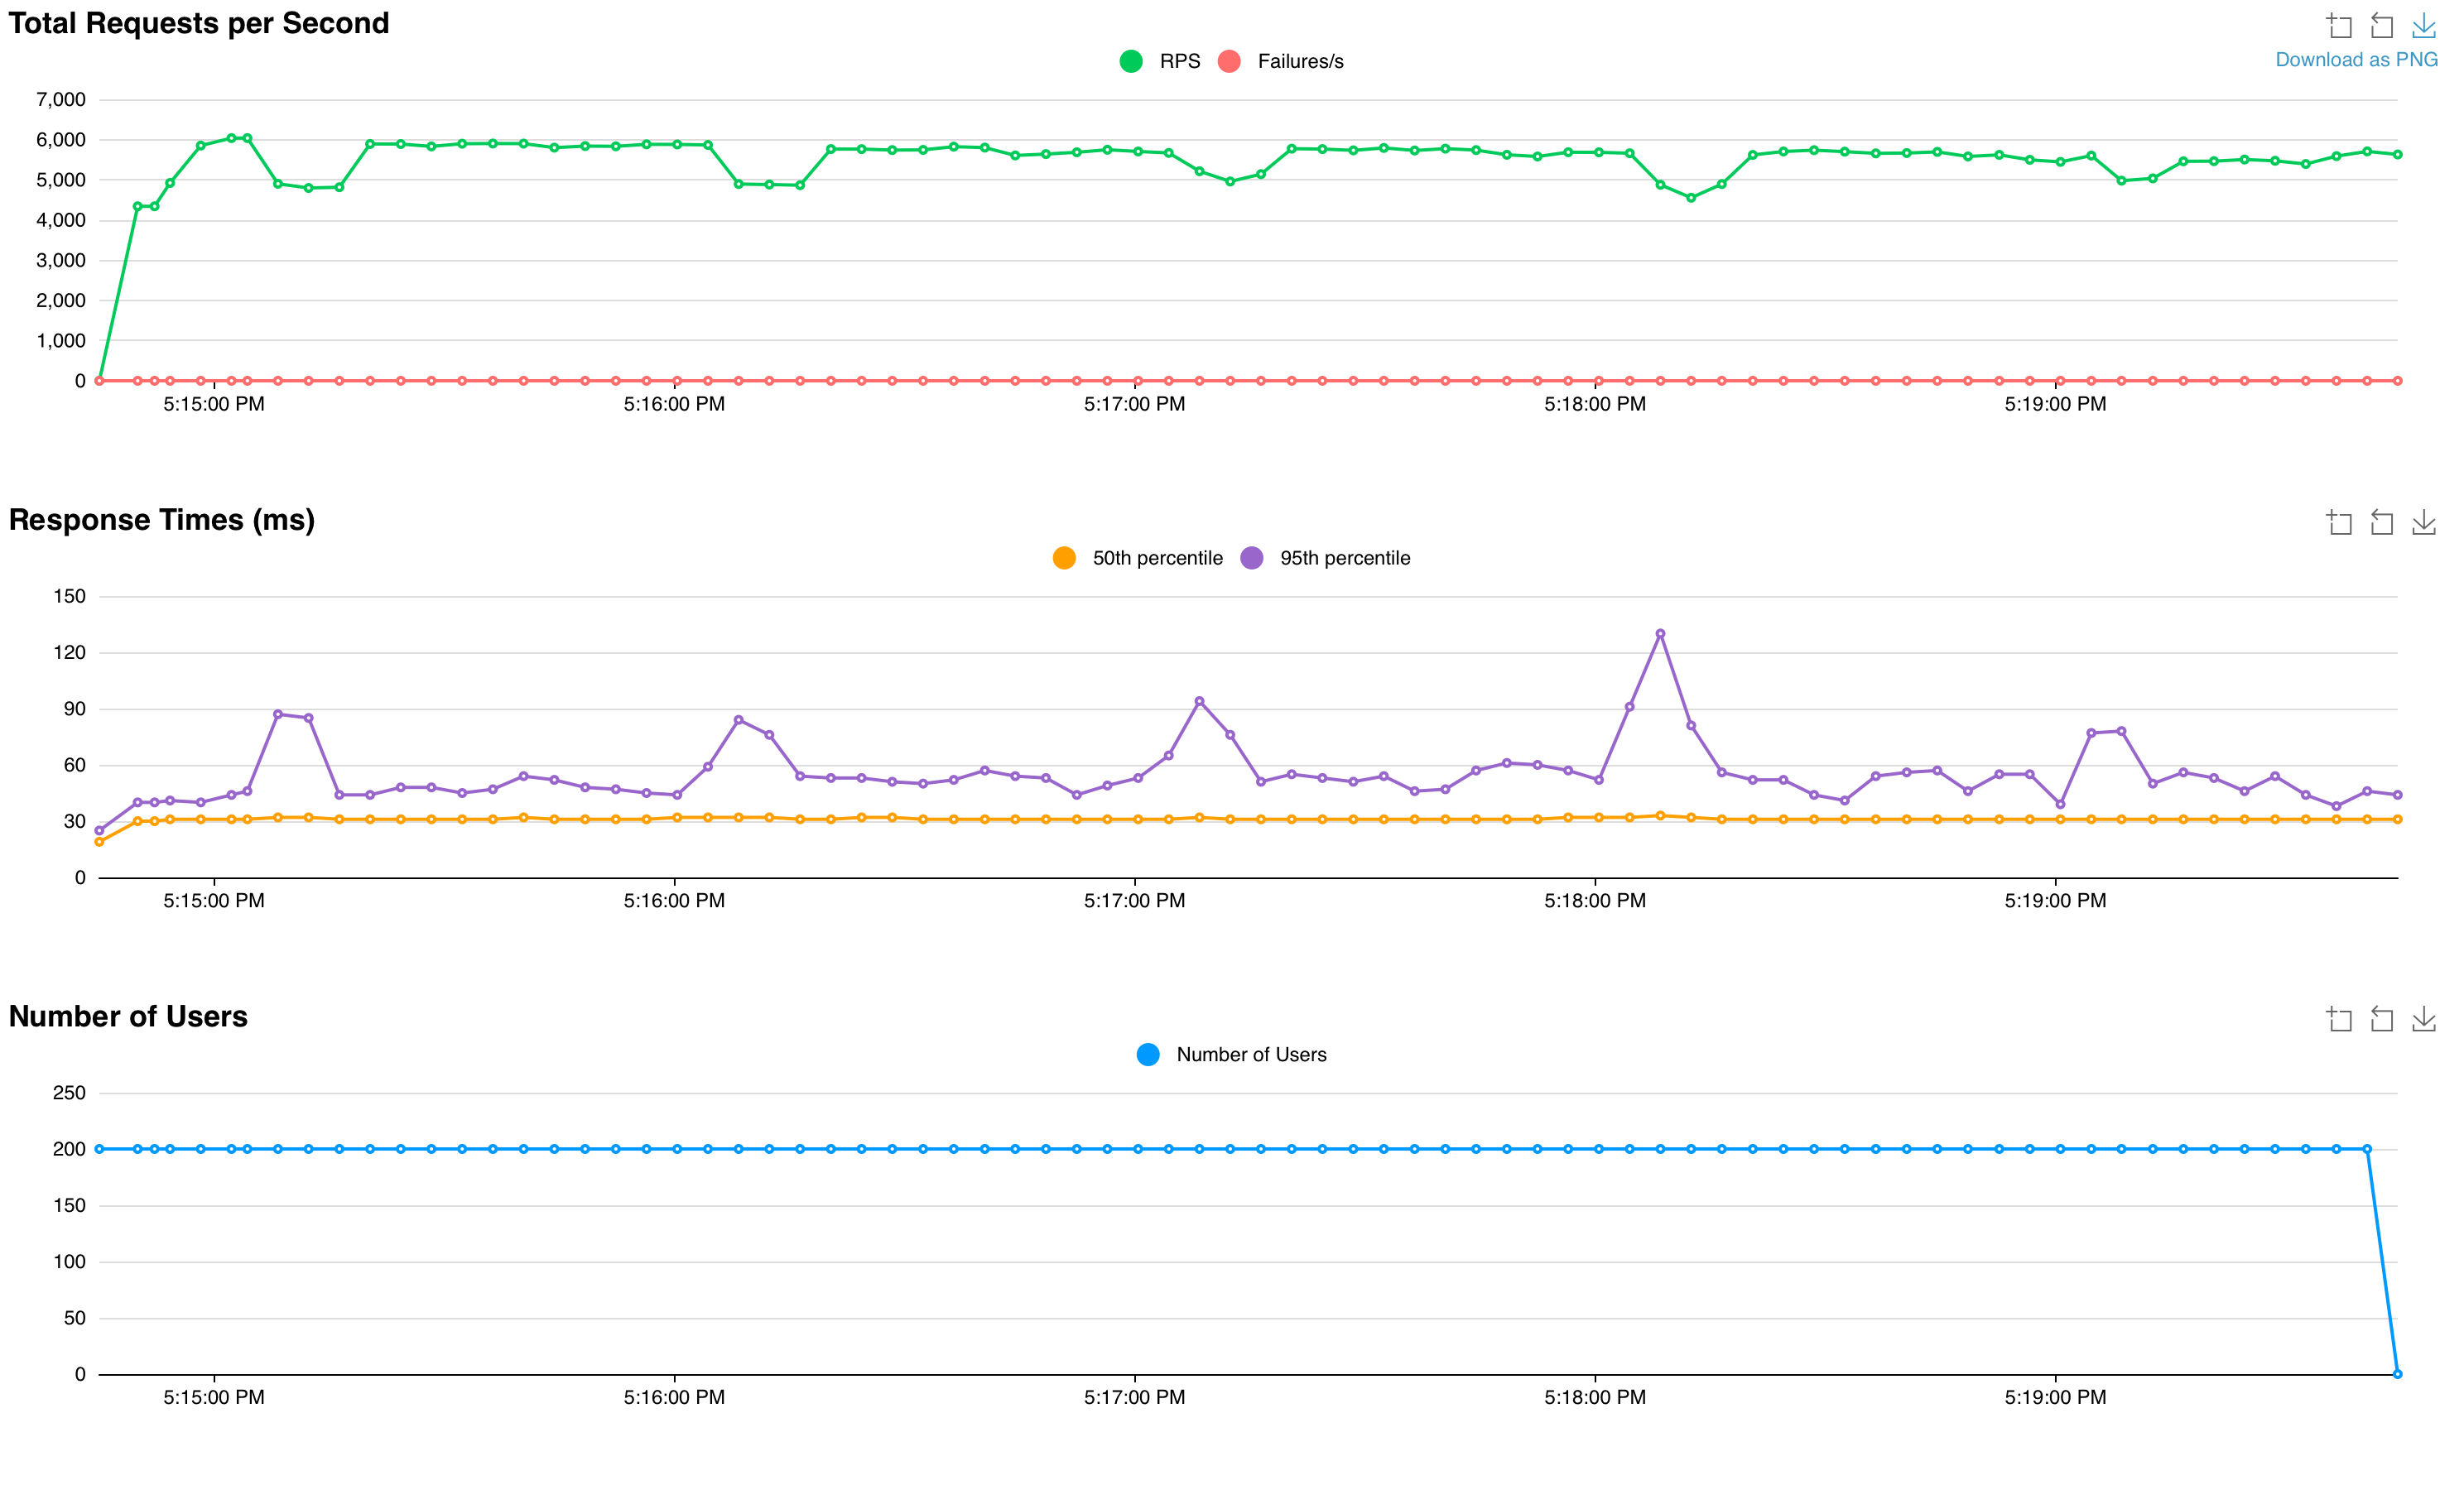 Total Requests per Second
Download as PNG
RPS Failures/s
7,000
6,000
5,000
4,000
3,000
2,000
1,000
0
5:15:00 PM 5:16:00 PM 5:17:00 PM 5:18:00 PM 5:19:00 PM
Response Times (ms)
50th percentile 95th percentile
150
120
90
60
30
0
5:15:00 PM 5:16:00 PM 5:17:00 PM 5:18:00 PM 5:19:00 PM
Number of Users
Number of Users
250
200
150
100
50
0
5:15:00 PM 5:16:00 PM 5:17:00 PM 5:18:00 PM 5:19:00 PM